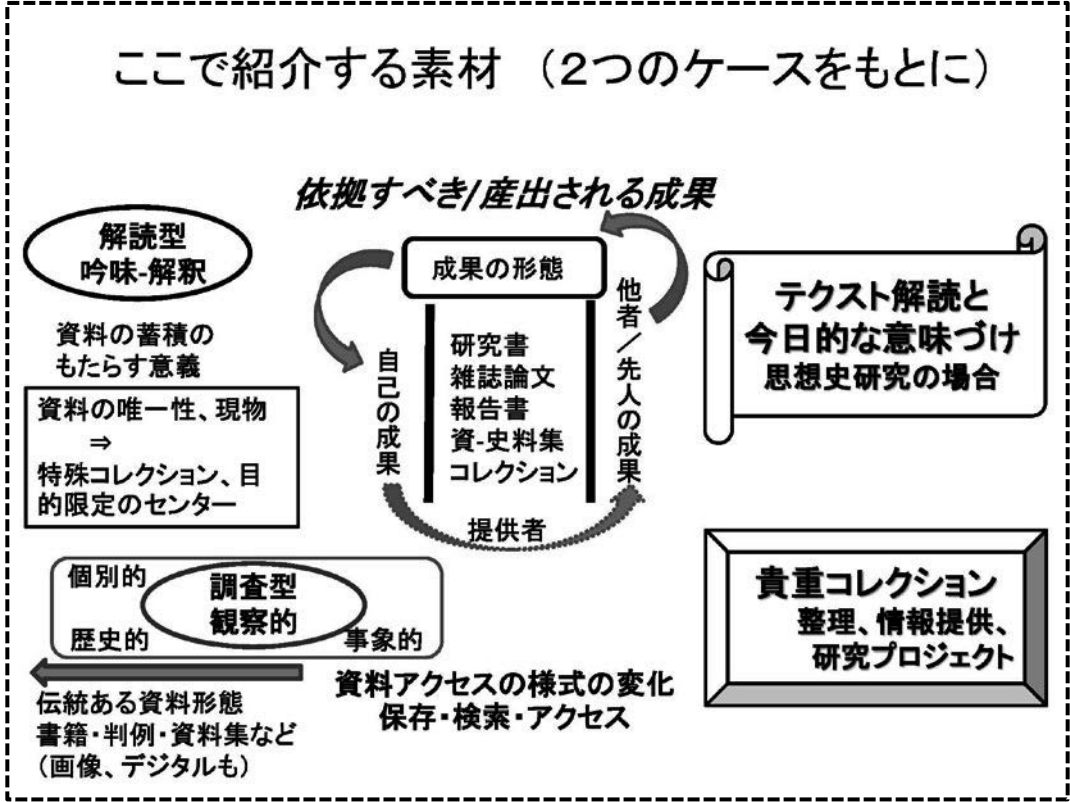 ここで紹介する素材 （２つのケースをもとに）
依拠すべき/産出される成果
解読型
吟味-解釈
資料の蓄積の
もたらす意義
資料の唯一性、現物
⇒
特殊コレクション、目
的限定のセンター
成果の形態
自己の成果
研究書
雑誌論文
報告書
資-史料集
コレクション
他者／先人の成果
提供者
テクスト解読と
今日的な意味づけ
思想史研究の場合
個別的
調査型
観察的
歴史的
事象的
伝統ある資料形態
書籍・判例・資料集など
（画像、デジタルも）
資料アクセスの様式の変化
保存・検索・アクセス
貴重コレクション
整理、情報提供、
研究プロジェクト